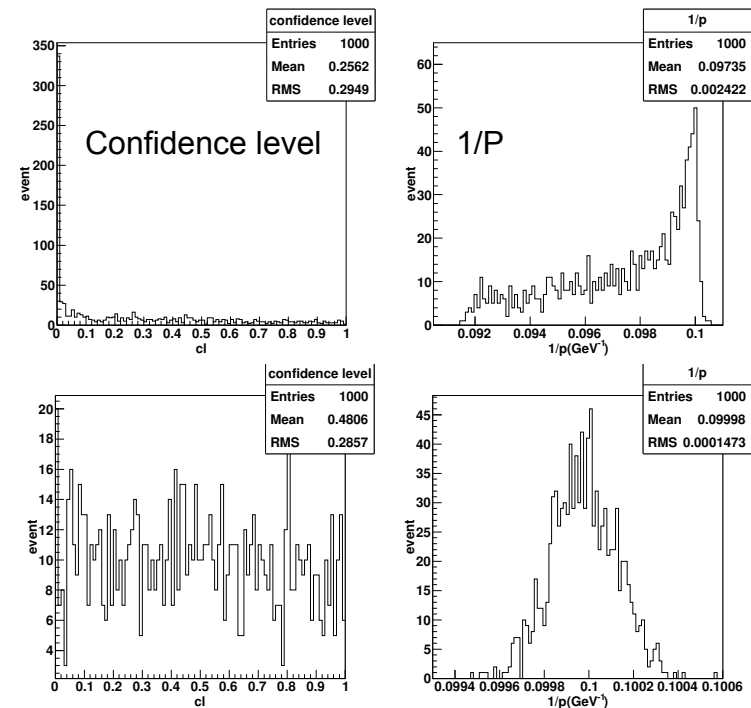 confidence level
Entries 1000
Mean 0.2562
RMS 0.2949
350
300
250
200
150
100
50
0
event
Confidence level
0 0.1 0.2 0.3 0.4 0.5 0.6 0.7 0.8 0.9 1
cl
1/p
Entries 1000
Mean 0.09735
RMS 0.002422
60
50
40
30
20
10
0
event
1/P
0.092 0.094 0.096 0.098 0.1
1/p(GeV⁻¹)
confidence level
Entries 1000
Mean 0.4806
RMS 0.2857
20
18
16
14
12
10
8
6
4
event
0 0.1 0.2 0.3 0.4 0.5 0.6 0.7 0.8 0.9 1
cl
1/p
Entries 1000
Mean 0.09998
RMS 0.0001473
45
40
35
30
25
20
15
10
5
0
event
0.0994 0.0996 0.0998 0.1 0.1002 0.1004 0.1006
1/p(GeV⁻¹)